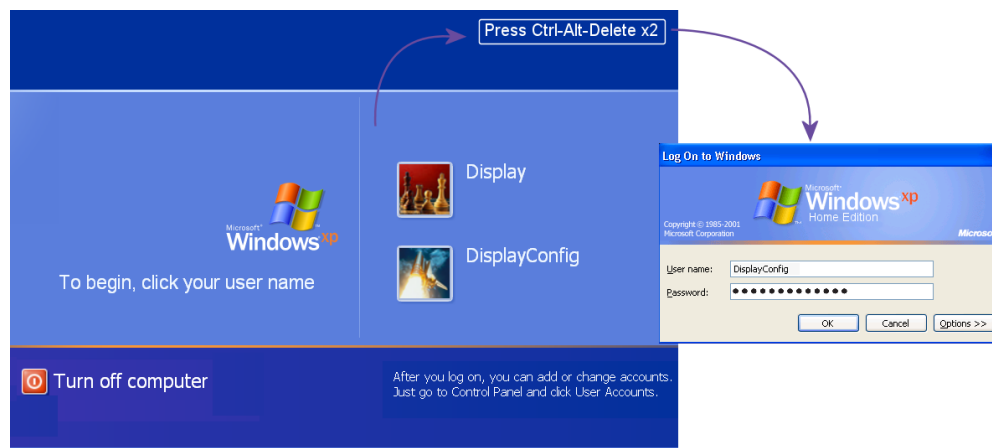 Press Ctrl-Alt-Delete x2
Display
Microsoft®
Windows xp
DisplayConfig
To begin, click your user name
Turn off computer
After you log on, you can add or change accounts.
Just go to Control Panel and click User Accounts.
Log On to Windows
Microsoft®
Windows xp
Home Edition
Copyright © 1985-2001
Microsoft Corporation
Microso
User name:
DisplayConfig
Password:
OK
Cancel
Options >>